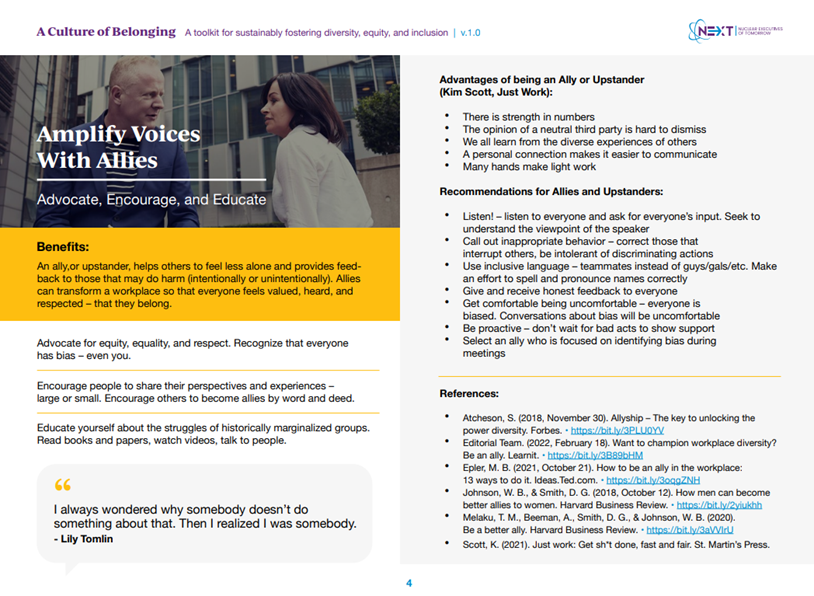 A Culture of Belonging A toolkit for sustainably fostering diversity, equity, and inclusion | v.1.0
NEXT NUCLEAR EXECUTIVES
OF TOMORROW
Amplify Voices
With Allies
Advocate, Encourage, and Educate
Benefits:
An ally,or upstander, helps others to feel less alone and provides feed-
back to those that may do harm (intentionally or unintentionally). Allies
can transform a workplace so that everyone feels valued, heard, and
respected – that they belong.
Advocate for equity, equality, and respect. Recognize that everyone
has bias – even you.
Encourage people to share their perspectives and experiences –
large or small. Encourage others to become allies by word and deed.
Educate yourself about the struggles of historically marginalized groups.
Read books and papers, watch videos, talk to people.
“
I always wondered why somebody doesn’t do
something about that. Then I realized I was somebody.
- Lily Tomlin
Advantages of being an Ally or Upstander
(Kim Scott, Just Work):
• There is strength in numbers
• The opinion of a neutral third party is hard to dismiss
• We all learn from the diverse experiences of others
• A personal connection makes it easier to communicate
• Many hands make light work
Recommendations for Allies and Upstanders:
• Listen! – listen to everyone and ask for everyone’s input. Seek to
understand the viewpoint of the speaker
• Call out inappropriate behavior – correct those that
interrupt others, be intolerant of discriminating actions
• Use inclusive language – teammates instead of guys/gals/etc. Make
an effort to spell and pronounce names correctly
• Give and receive honest feedback to everyone
• Get comfortable being uncomfortable – everyone is
biased. Conversations about bias will be uncomfortable
• Be proactive – don’t wait for bad acts to show support
• Select an ally who is focused on identifying bias during
meetings
References:
• Atcheson, S. (2018, November 30). Allyship – The key to unlocking the
power diversity. Forbes. • https://bit.ly/3PLU0YV
• Editorial Team. (2022, February 18). Want to champion workplace diversity?
Be an ally. Learnit. • https://bit.ly/3B89bHM
• Epler, M. B. (2021, October 21). How to be an ally in the workplace:
13 ways to do it. Ideas.Ted.com. • https://bit.ly/3oqgZNH
• Johnson, W. B., & Smith, D. G. (2018, October 12). How men can become
better allies to women. Harvard Business Review. • https://bit.ly/2yiukhh
• Melaku, T. M., Beeman, A., Smith, D. G., & Johnson, W. B. (2020).
Be a better ally. Harvard Business Review. • https://bit.ly/3aVVIrU
• Scott, K. (2021). Just work: Get sh*t done, fast and fair. St. Martin’s Press.
4